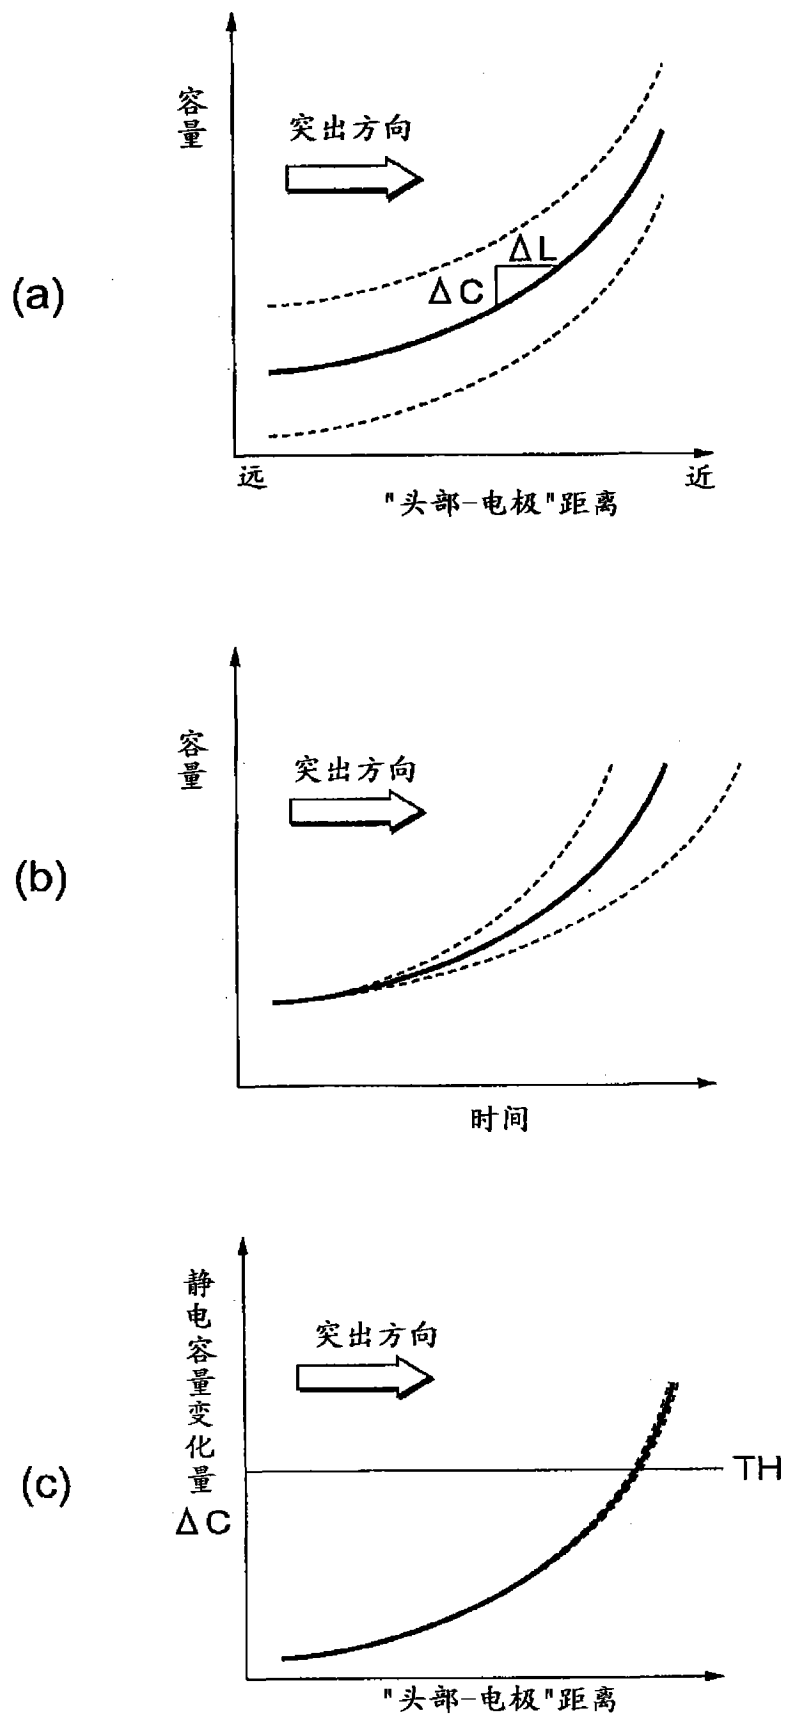 容量
突出方向
ΔL
ΔC
(a)
远
近
"头部-电极"距离
容量
突出方向
(b)
时间
静电容量变化量
ΔC
突出方向
TH
(c)
"头部-电极"距离